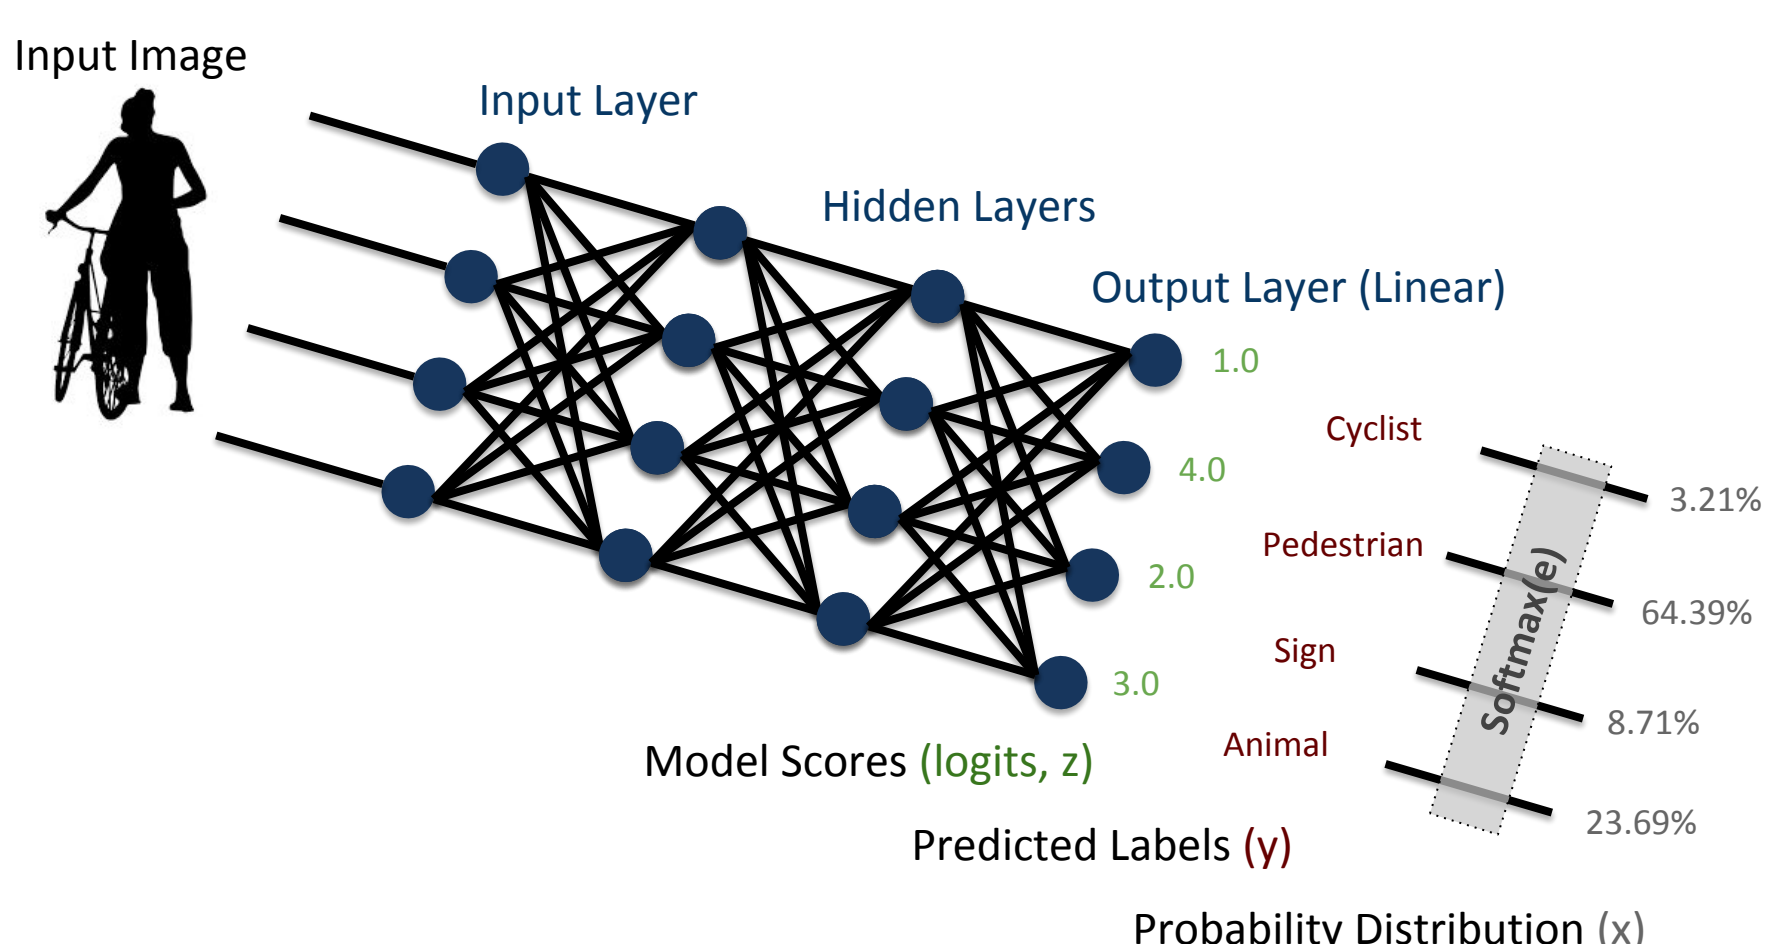 Input Image
Input Layer
Hidden Layers
Output Layer (Linear)
1.0
4.0
2.0
3.0
Cyclist
Pedestrian
Sign
Animal
Softmax(e)
3.21%
64.39%
8.71%
23.69%
Model Scores (logits, z)
Predicted Labels (y)
Probability Distribution (x)